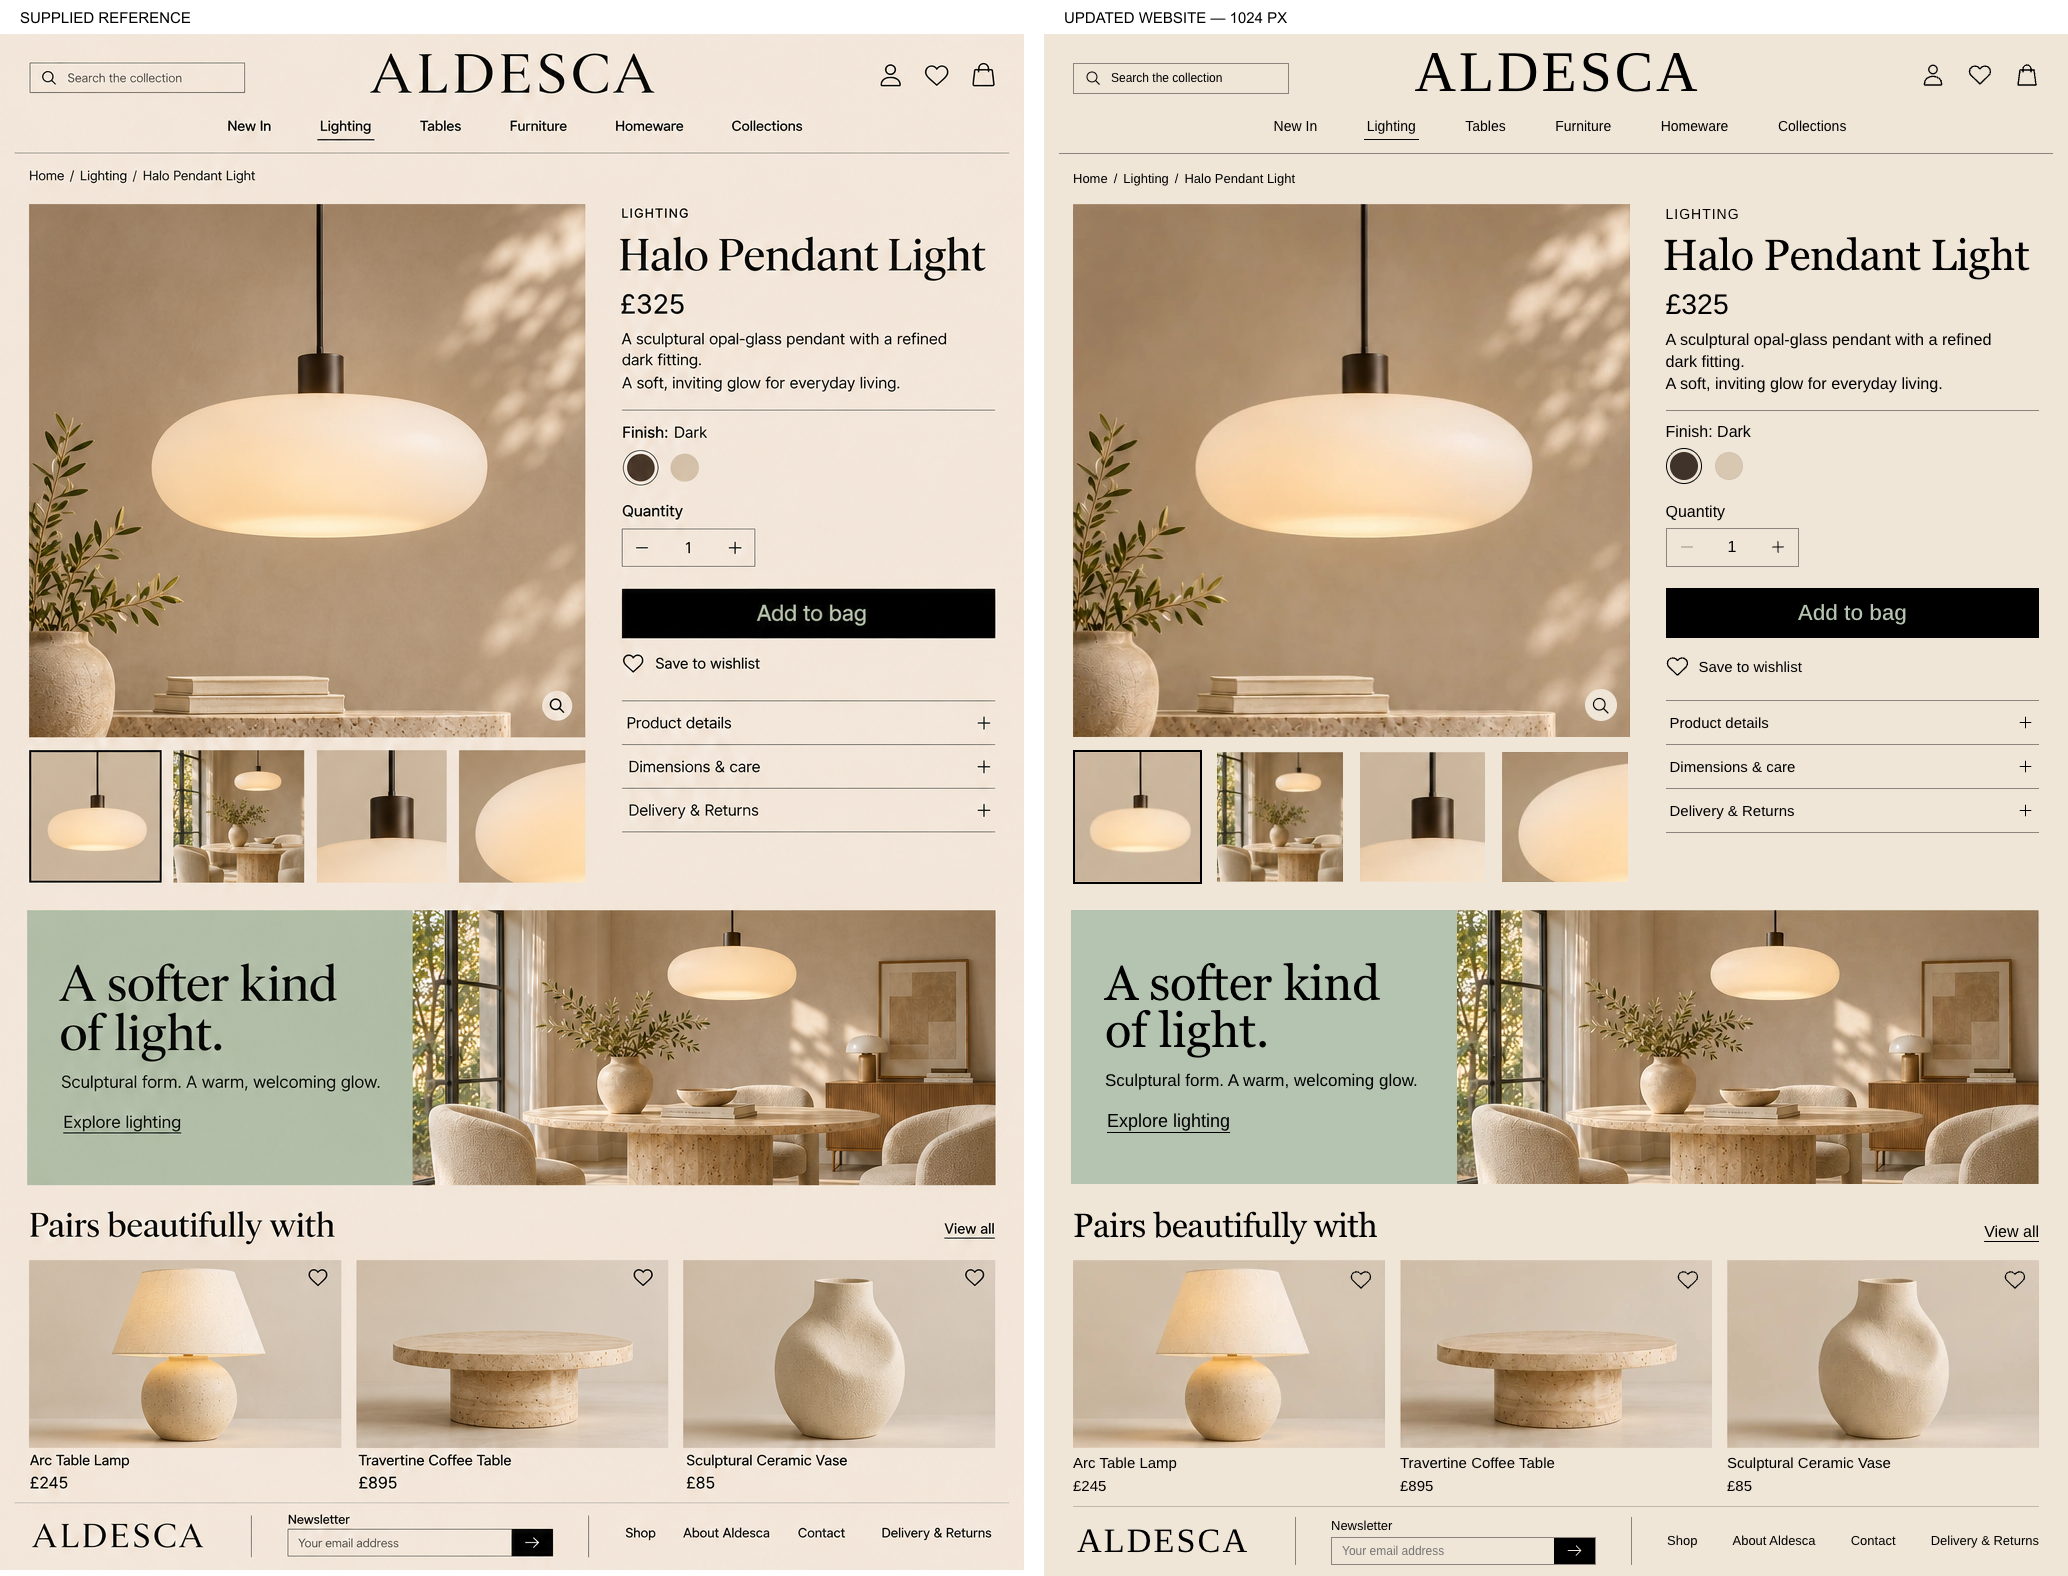 SUPPLIED REFERENCE
Search the collection
ALDESCA
New In
Lighting
Tables
Furniture
Homeware
Collections
Home / Lighting / Halo Pendant Light
LIGHTING
Halo Pendant Light
£325
A sculptural opal-glass pendant with a refined
dark fitting.
A soft, inviting glow for everyday living.
Finish: Dark
Quantity
1
Add to bag
Save to wishlist
Product details
Dimensions & care
Delivery & Returns
A softer kind
of light.
Sculptural form. A warm, welcoming glow.
Explore lighting
Pairs beautifully with
View all
Arc Table Lamp
£245
Travertine Coffee Table
£895
Sculptural Ceramic Vase
£85
ALDESCA
Newsletter
Your email address
Shop
About Aldesca
Contact
Delivery & Returns
UPDATED WEBSITE — 1024 PX
Search the collection
ALDESCA
New In
Lighting
Tables
Furniture
Homeware
Collections
Home / Lighting / Halo Pendant Light
LIGHTING
Halo Pendant Light
£325
A sculptural opal-glass pendant with a refined
dark fitting.
A soft, inviting glow for everyday living.
Finish: Dark
Quantity
1
Add to bag
Save to wishlist
Product details
Dimensions & care
Delivery & Returns
A softer kind
of light.
Sculptural form. A warm, welcoming glow.
Explore lighting
Pairs beautifully with
View all
Arc Table Lamp
£245
Travertine Coffee Table
£895
Sculptural Ceramic Vase
£85
ALDESCA
Newsletter
Your email address
Shop
About Aldesca
Contact
Delivery & Returns